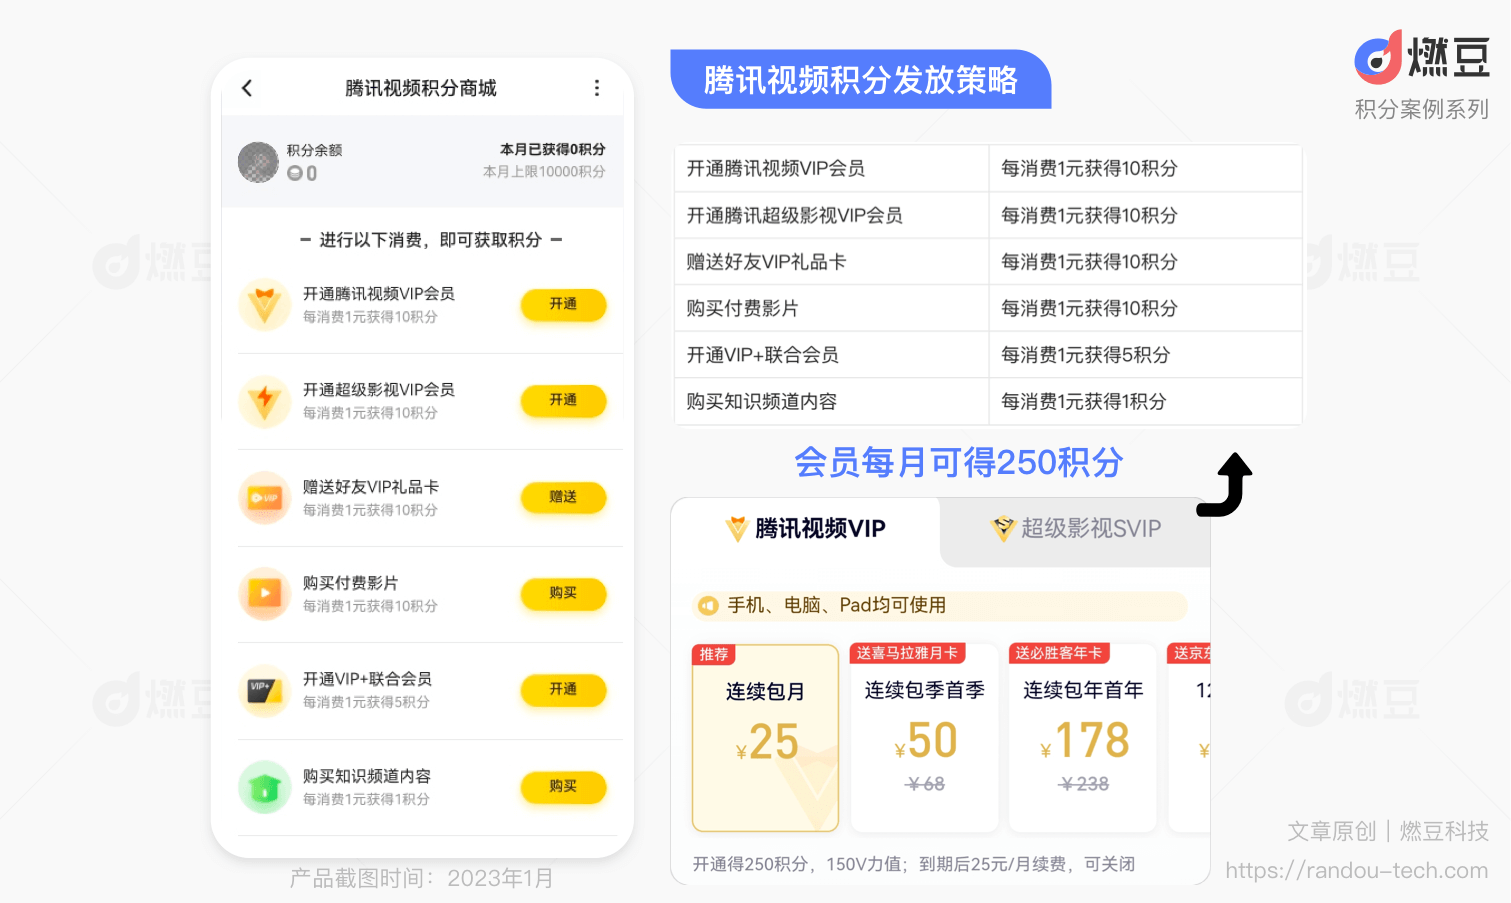 腾讯视频积分商城
积分余额
0
本月已获得0积分
本月上限10000积分
进行以下消费，即可获取积分
开通腾讯视频VIP会员
每消费1元获得10积分
开通
开通超级影视VIP会员
每消费1元获得10积分
开通
VIP
赠送好友VIP礼品卡
每消费1元获得10积分
赠送
购买付费影片
每消费1元获得10积分
购买
VIP+
开通VIP+联合会员
每消费1元获得5积分
开通
购买知识频道内容
每消费1元获得1积分
购买
产品截图时间：2023年1月
腾讯视频积分发放策略
燃豆
积分案例系列
开通腾讯视频VIP会员 每消费1元获得10积分
开通腾讯超级影视VIP会员 每消费1元获得10积分
赠送好友VIP礼品卡 每消费1元获得10积分
购买付费影片 每消费1元获得10积分
开通VIP+联合会员 每消费1元获得5积分
购买知识频道内容 每消费1元获得1积分
会员每月可得250积分
腾讯视频VIP
超级影视SVIP
手机、电脑、Pad均可使用
推荐
连续包月
¥25
送喜马拉雅月卡
连续包季首季
¥50
¥68
送必胜客年卡
连续包年首年
¥178
¥238
送京东
12
¥
开通得250积分，150V力值；到期后25元/月续费，可关闭
文章原创｜燃豆科技
https://randou-tech.com
燃豆
燃豆
燃豆
燃豆